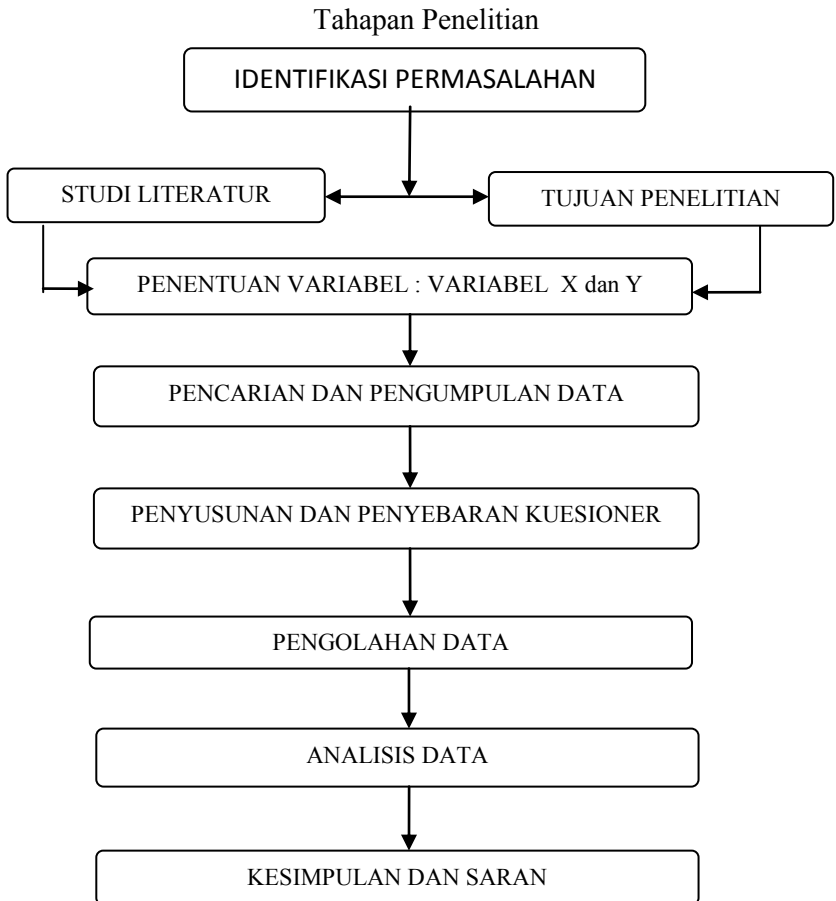 Tahapan Penelitian
IDENTIFIKASI PERMASALAHAN
STUDI LITERATUR
TUJUAN PENELITIAN
PENENTUAN VARIABEL : VARIABEL X dan Y
PENCARIAN DAN PENGUMPULAN DATA
PENYUSUNAN DAN PENYEBARAN KUESIONER
PENGOLAHAN DATA
ANALISIS DATA
KESIMPULAN DAN SARAN